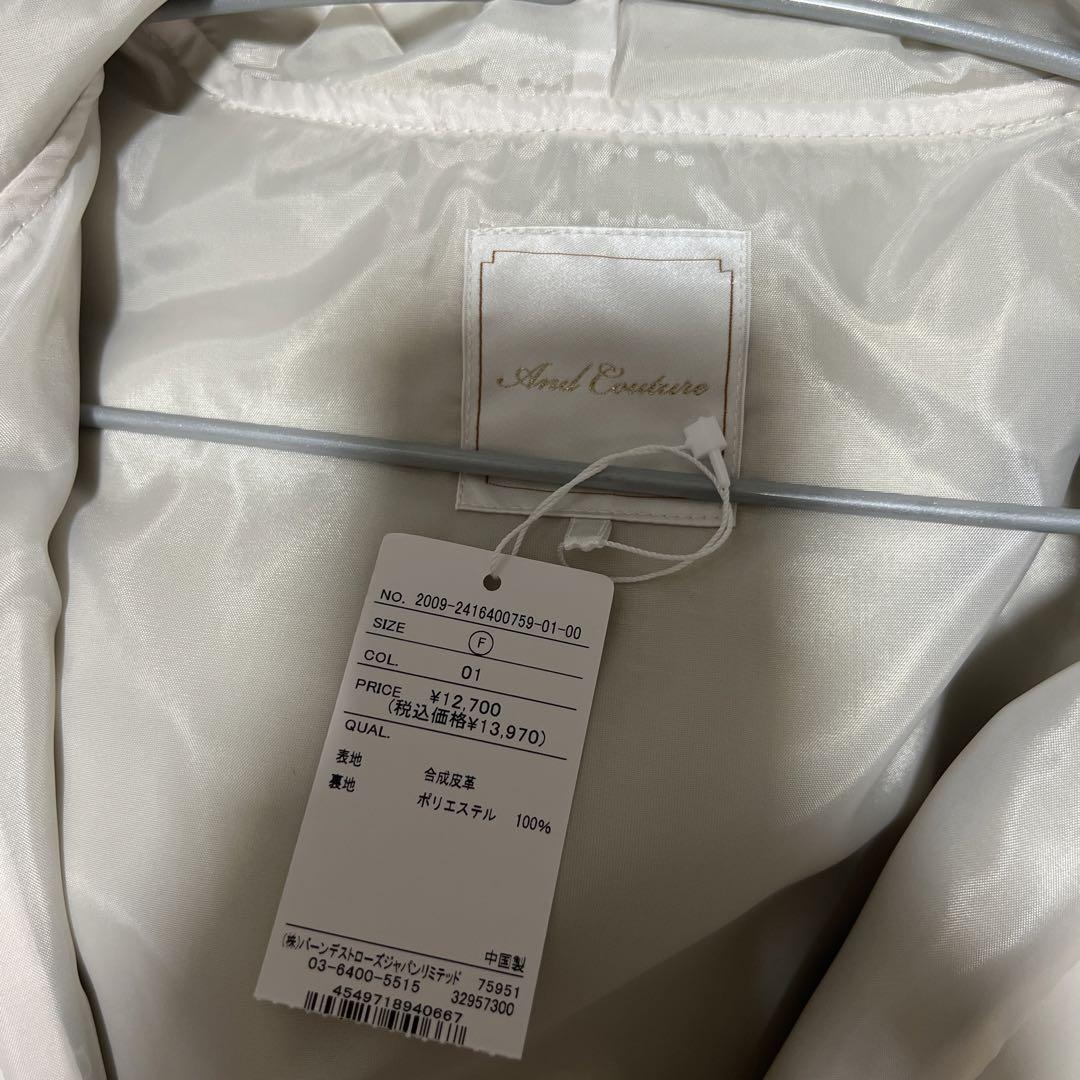 And Couture
NO. 2009-2416400759-01-00
SIZE Ⓕ
COL. 01
PRICE ¥12,700
(税込価格¥13,970)
QUAL.
表地 合成皮革
裏地 ポリエステル 100%
中国製
(株)バーンデストローズジャパンリミテッド 75951
03-6400-5515 32957300
4549718940667